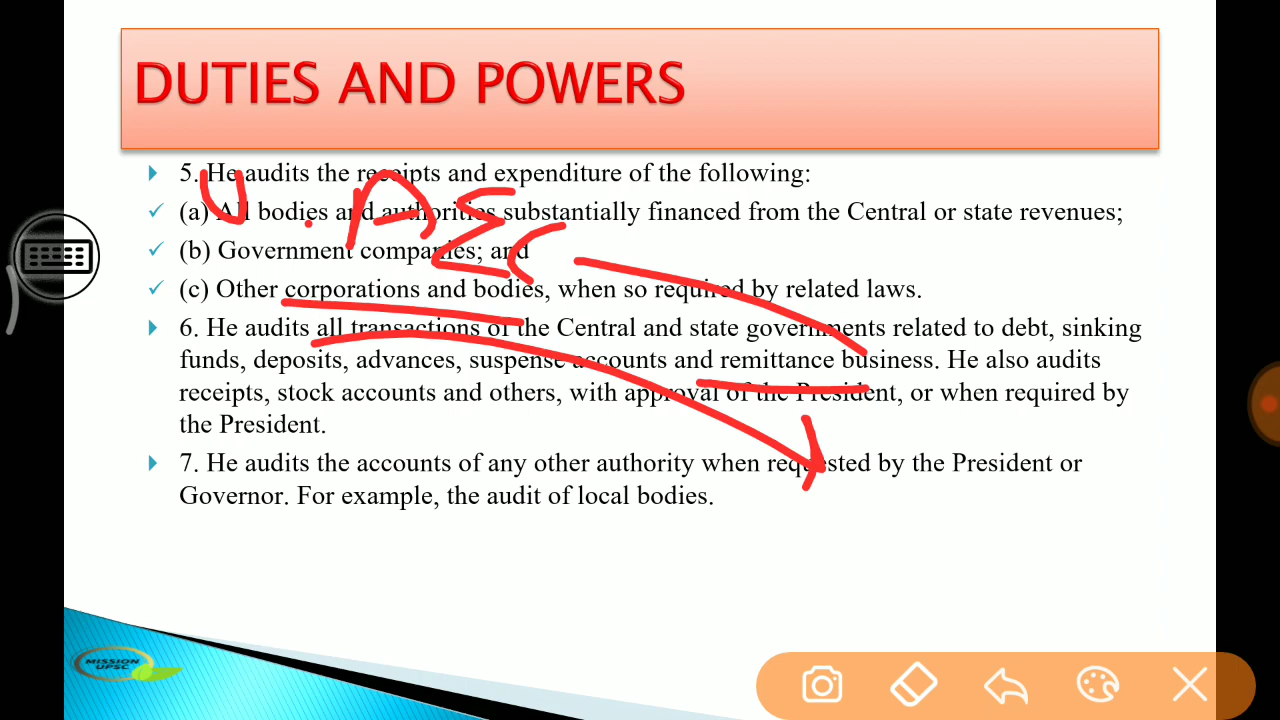 DUTIES AND POWERS
5. He audits the receipts and expenditure of the following:
(a) All bodies and authorities substantially financed from the Central or state revenues;
(b) Government companies; and
(c) Other corporations and bodies, when so required by related laws.
6. He audits all transactions of the Central and state governments related to debt, sinking
funds, deposits, advances, suspense accounts and remittance business. He also audits
receipts, stock accounts and others, with approval of the President, or when required by
the President.
7. He audits the accounts of any other authority when requested by the President or
Governor. For example, the audit of local bodies.
MISSION
UPSC